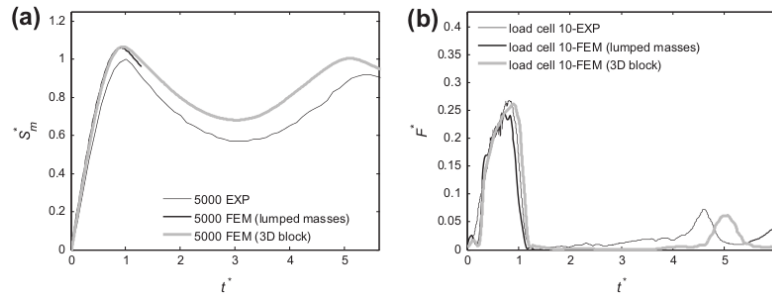 (a)
1.4
1.2
1
0.8
0.6
0.4
0.2
0
S*m
5000 EXP
5000 FEM (lumped masses)
5000 FEM (3D block)
0 1 2 3 4 5
t*
(b)
0.4
0.35
0.3
0.25
0.2
0.15
0.1
0.05
0
F*
load cell 10-EXP
load cell 10-FEM (lumped masses)
load cell 10-FEM (3D block)
0 1 2 3 4 5 6
t*